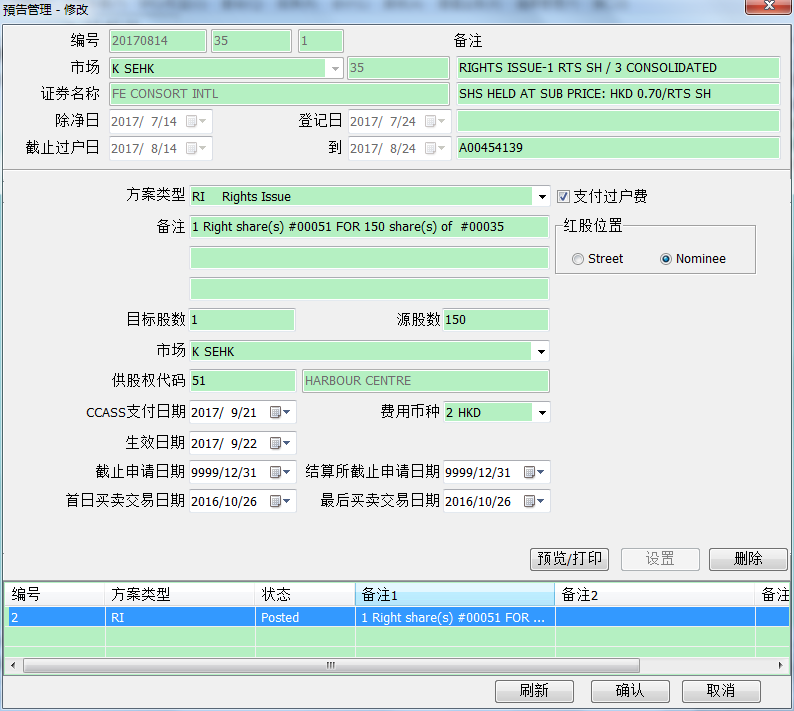 预告管理 - 修改
编号 20170814 35 1 备注
市场 K SEHK 35 RIGHTS ISSUE-1 RTS SH / 3 CONSOLIDATED
证券名称 FE CONSORT INTL SHS HELD AT SUB PRICE: HKD 0.70/RTS SH
除净日 2017/ 7/14 登记日 2017/ 7/24
截止过户日 2017/ 8/14 到 2017/ 8/24 A00454139
方案类型 RI Rights Issue 支付过户费
备注 1 Right share(s) #00051 FOR 150 share(s) of #00035 红股位置
Street Nominee
目标股数 1 源股数 150
市场 K SEHK
供股权代码 51 HARBOUR CENTRE
CCASS支付日期 2017/ 9/21 费用币种 2 HKD
生效日期 2017/ 9/22
截止申请日期 9999/12/31 结算所截止申请日期 9999/12/31
首日买卖交易日期 2016/10/26 最后买卖交易日期 2016/10/26
预览/打印 设置 删除
编号 方案类型 状态 备注1 备注2 备注
2 RI Posted 1 Right share(s) #00051 FOR ...
刷新 确认 取消